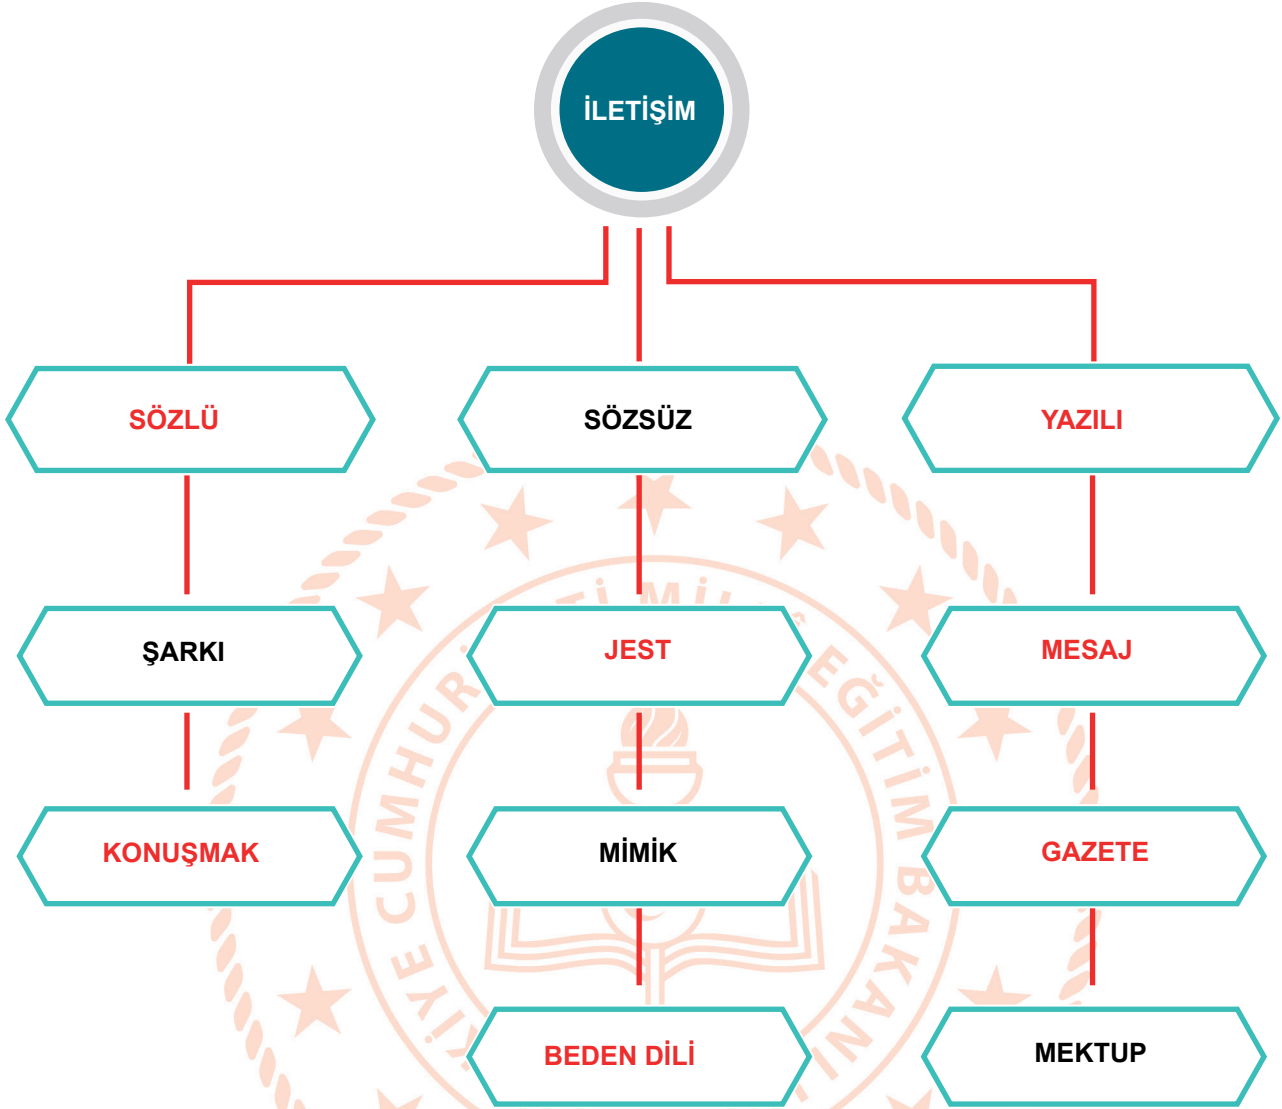 İLETİŞİM
SÖZLÜ
SÖZSÜZ
YAZILI
ŞARKI
JEST
MESAJ
KONUŞMAK
MİMİK
GAZETE
BEDEN DİLİ
MEKTUP